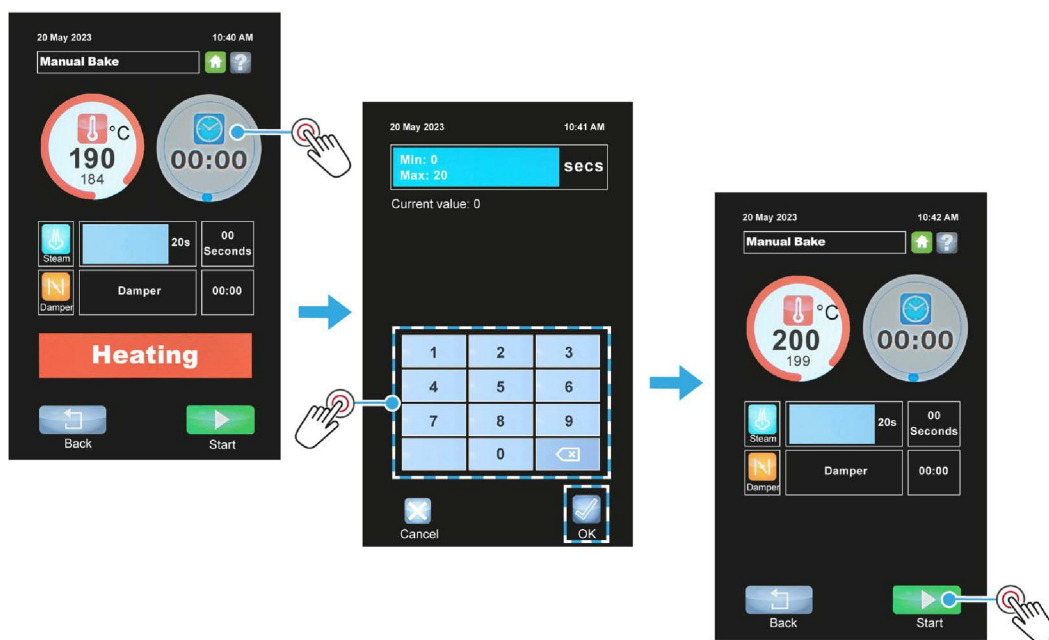 20 May 2023 10:40 AM
Manual Bake ?
°C
190 00:00
184
20s 00
Steam Seconds
Damper 00:00
Damper
Heating
Back Start
20 May 2023 10:41 AM
Min: 0 secs
Max: 20
Current value: 0
1 2 3
4 5 6
7 8 9
0
Cancel OK
20 May 2023 10:42 AM
Manual Bake ?
°C
200 00:00
199
20s 00
Steam Seconds
Damper 00:00
Damper
Back Start